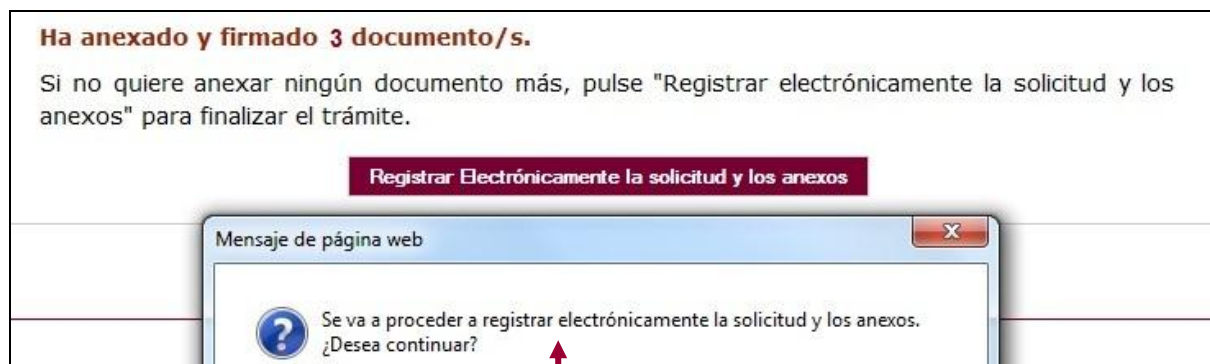 Ha anexado y firmado 3 documento/s.
Si no quiere anexar ningún documento más, pulse "Registrar electrónicamente la solicitud y los
anexos" para finalizar el trámite.
Registrar Electrónicamente la solicitud y los anexos
Mensaje de página web
Se va a proceder a registrar electrónicamente la solicitud y los anexos.
¿Desea continuar?